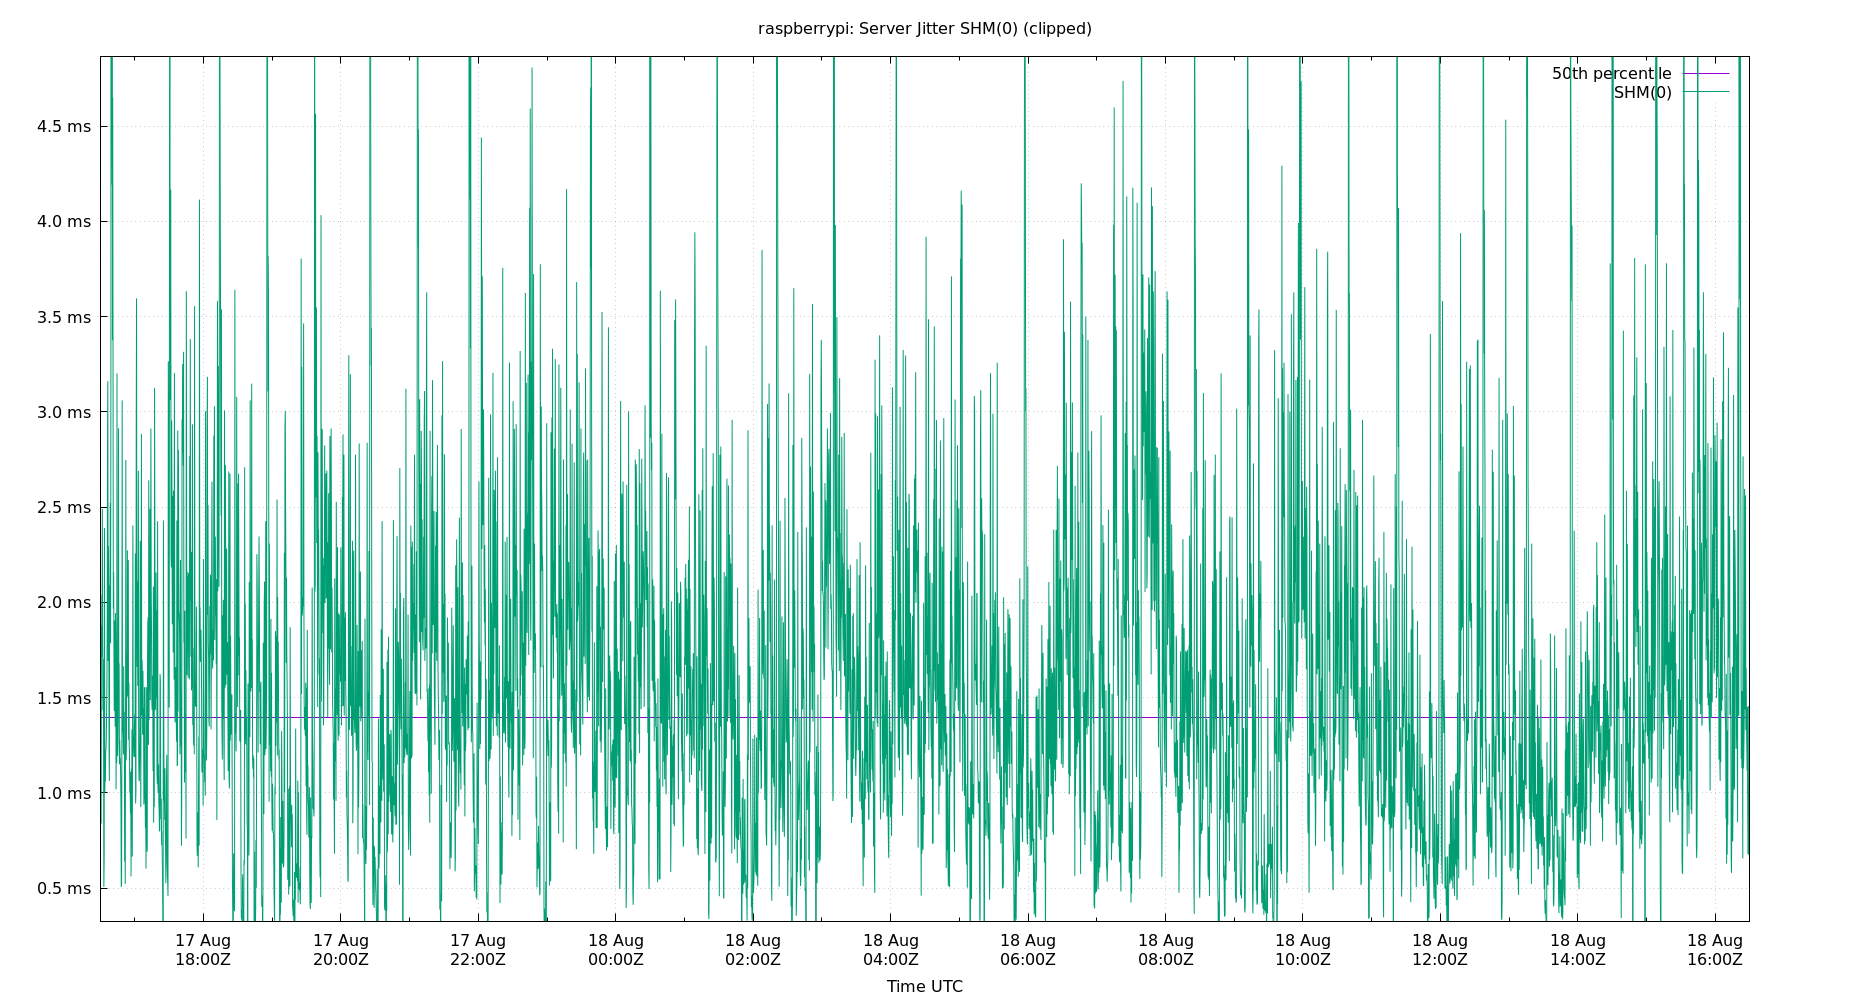 raspberrypi: Server Jitter SHM(0) (clipped)
50th percentile
SHM(0)
4.5 ms
4.0 ms
3.5 ms
3.0 ms
2.5 ms
2.0 ms
1.5 ms
1.0 ms
0.5 ms
17 Aug 17 Aug 17 Aug 18 Aug 18 Aug 18 Aug 18 Aug 18 Aug 18 Aug 18 Aug 18 Aug 18 Aug
18:00Z 20:00Z 22:00Z 00:00Z 02:00Z 04:00Z 06:00Z 08:00Z 10:00Z 12:00Z 14:00Z 16:00Z
Time UTC